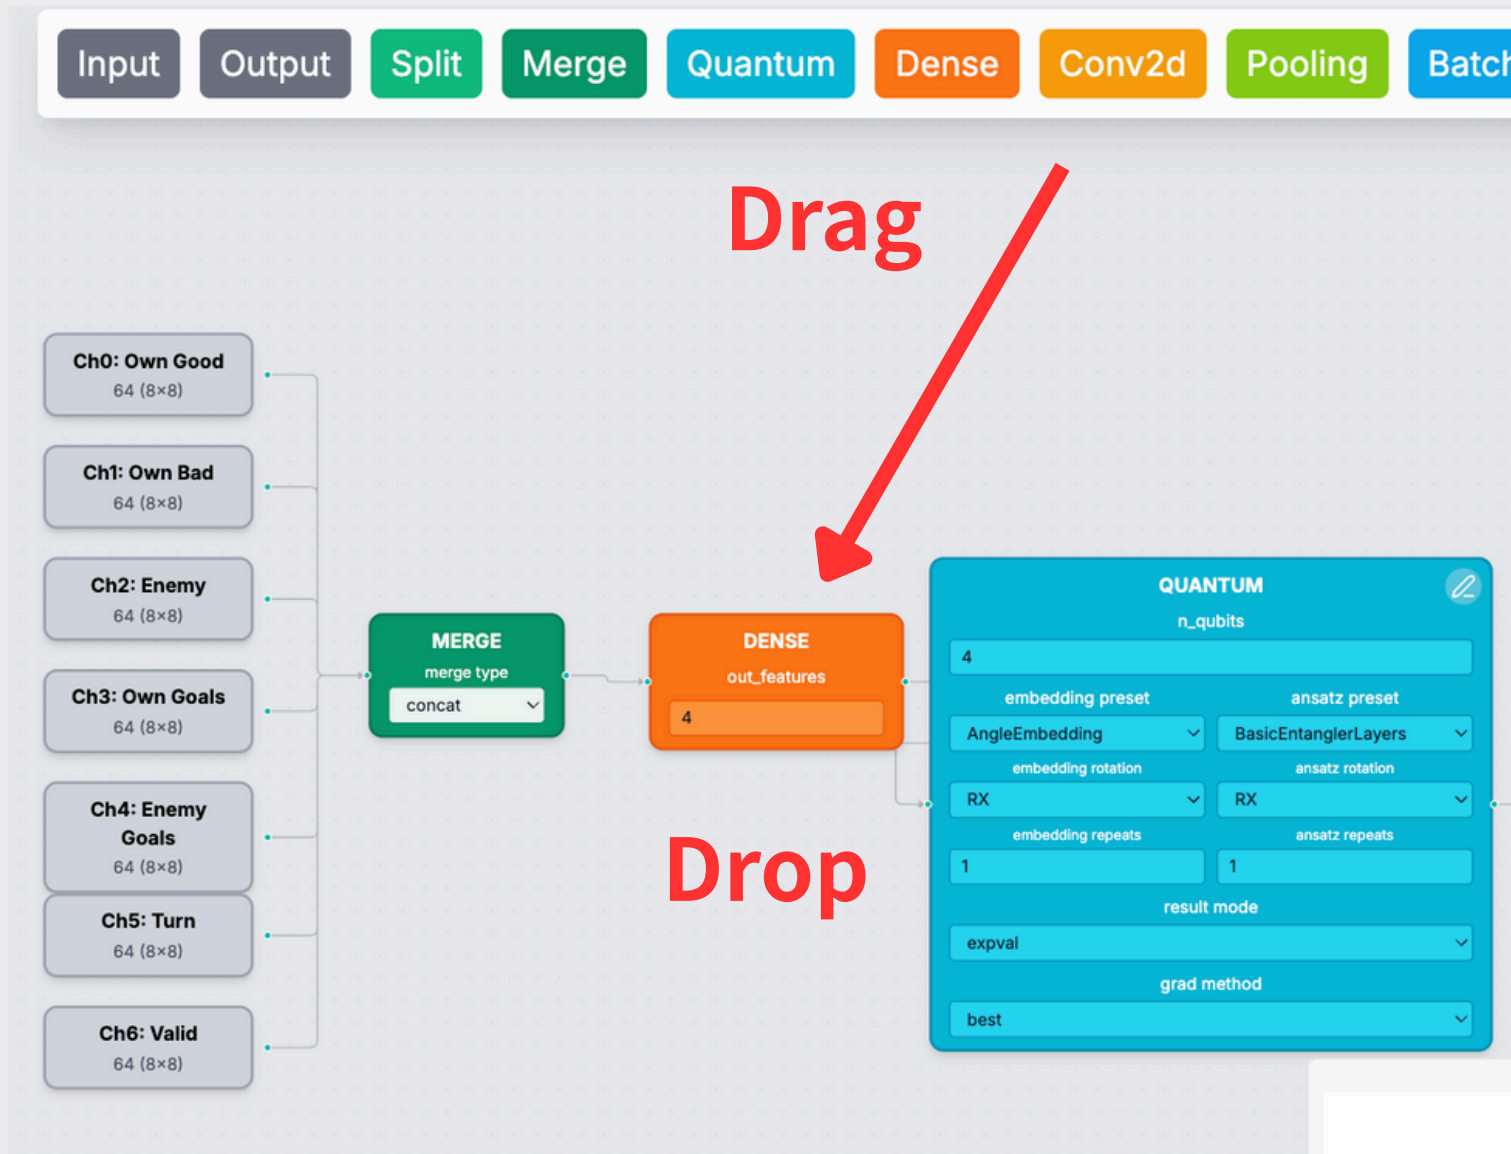 Input Output Split Merge Quantum Dense Conv2d Pooling Batch
Drag
Ch0: Own Good
64 (8×8)
Ch1: Own Bad
64 (8×8)
Ch2: Enemy
64 (8×8)
Ch3: Own Goals
64 (8×8)
Ch4: Enemy
Goals
64 (8×8)
Ch5: Turn
64 (8×8)
Ch6: Valid
64 (8×8)
MERGE
merge type
concat
DENSE
out_features
4
Drop
QUANTUM
n_qubits
4
embedding preset ansatz preset
AngleEmbedding BasicEntanglerLayers
embedding rotation ansatz rotation
RX RX
embedding repeats ansatz repeats
1 1
result mode
expval
grad method
best